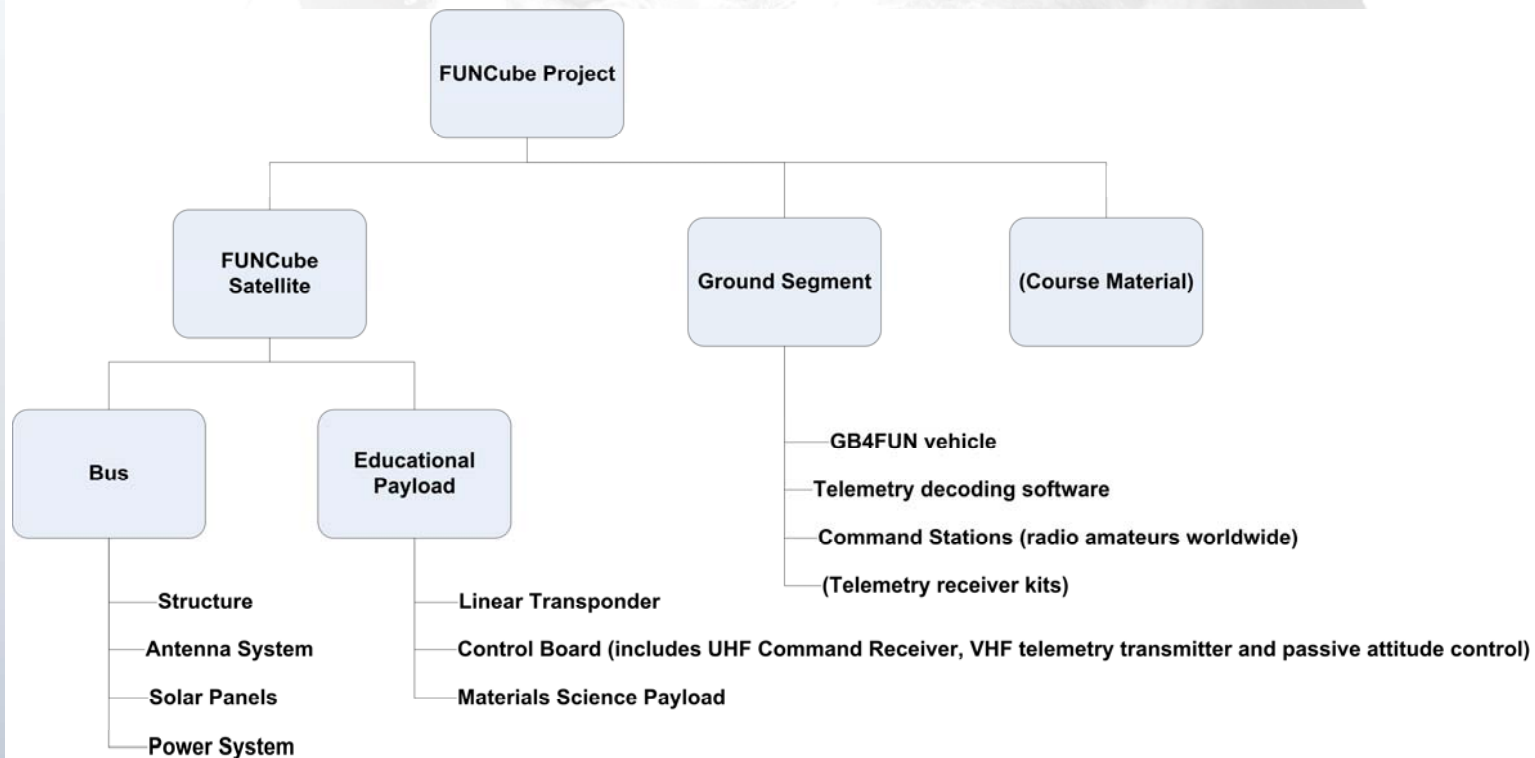 FUNCube Project
FUNCube
Satellite
Ground Segment
(Course Material)
Bus
Educational
Payload
GB4FUN vehicle
Telemetry decoding software
Command Stations (radio amateurs worldwide)
(Telemetry receiver kits)
Structure
Antenna System
Solar Panels
Power System
Linear Transponder
Control Board (includes UHF Command Receiver, VHF telemetry transmitter and passive attitude control)
Materials Science Payload